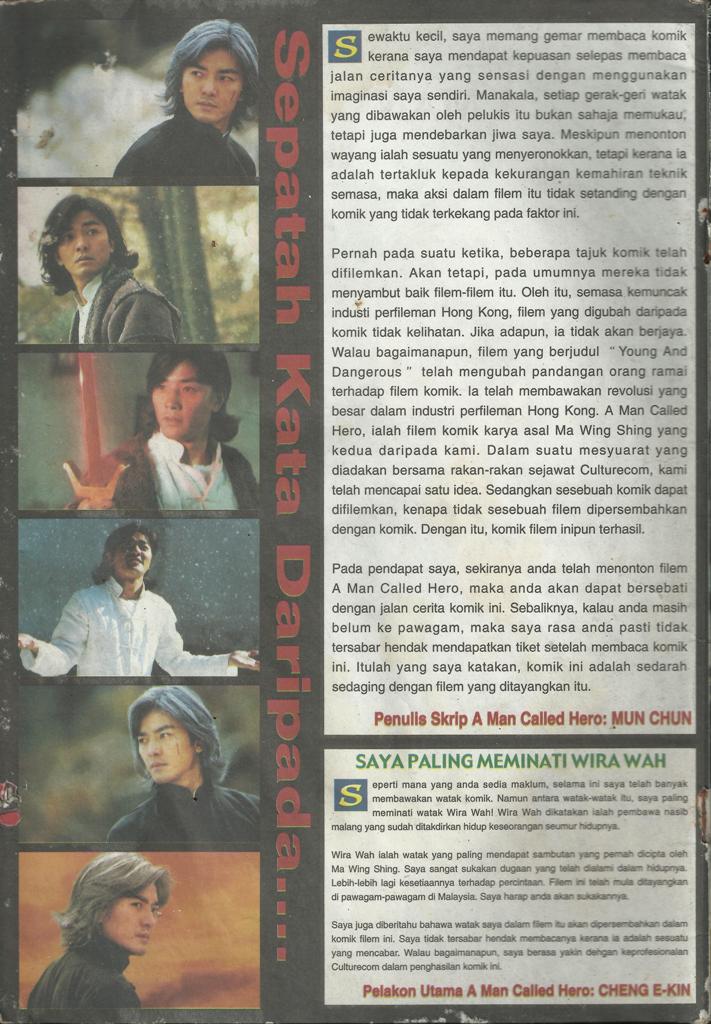 Sepatah Kata Daripada....
Sewaktu kecil, saya memang gemar membaca komik
kerana saya mendapat kepuasan selepas membaca
jalan ceritanya yang sensasi dengan menggunakan
imaginasi saya sendiri. Manakala, setiap gerak-geri watak
yang dibawakan oleh pelukis itu bukan sahaja memukau,
tetapi juga mendebarkan jiwa saya. Meskipun menonton
wayang ialah sesuatu yang menyeronokkan, tetapi kerana ia
adalah tertakluk kepada kekurangan kemahiran teknik
semasa, maka aksi dalam filem itu tidak setanding dengan
komik yang tidak terkekang pada faktor ini.
Pernah pada suatu ketika, beberapa tajuk komik telah
difilemkan. Akan tetapi, pada umumnya mereka tidak
menyambut baik filem-filem itu. Oleh itu, semasa kemuncak
industi perfileman Hong Kong, filem yang digubah daripada
komik tidak kelihatan. Jika adapun, ia tidak akan berjaya.
Walau bagaimanapun, filem yang berjudul “Young And
Dangerous” telah mengubah pandangan orang ramai
terhadap filem komik. Ia telah membawakan revolusi yang
besar dalam industri perfileman Hong Kong. A Man Called
Hero, ialah filem komik karya asal Ma Wing Shing yang
kedua daripada kami. Dalam suatu mesyuarat yang
diadakan bersama rakan-rakan sejawat Culturecom, kami
telah mencapai satu idea. Sedangkan sesebuah komik dapat
difilemkan, kenapa tidak sesebuah filem dipersembahkan
dengan komik. Dengan itu, komik filem inipun terhasil.
Pada pendapat saya, sekiranya anda telah menonton filem
A Man Called Hero, maka anda akan dapat bersebati
dengan jalan cerita komik ini. Sebaliknya, kalau anda masih
belum ke pawagam, maka saya rasa anda pasti tidak
tersabar hendak mendapatkan tiket setelah membaca komik
ini. Itulah yang saya katakan, komik ini adalah sedarah
sedaging dengan filem yang ditayangkan itu.
Penulis Skrip A Man Called Hero: MUN CHUN
SAYA PALING MEMINATI WIRA WAH
Seperti mana yang anda sedia maklum, selama ini saya telah banyak
membawakan watak komik. Namun antara watak-watak itu, saya paling
meminati watak Wira Wah! Wira Wah dikatakan ialah pembawa nasib
malang yang sudah ditakdirkan hidup keseorangan seumur hidupnya.
Wira Wah ialah watak yang paling mendapat sambutan yang pernah dicipta oleh
Ma Wing Shing. Saya sangat sukakan dugaan yang telah dialami dalam hidupnya.
Lebih-lebih lagi kesetiaannya terhadap percintaan. Filem ini telah mula ditayangkan
di pawagam-pawagam di Malaysia. Saya harap anda akan sukakannya.
Saya juga diberitahu bahawa watak saya dalam filem itu akan dipersembahkan dalam
komik filem ini. Saya tidak tersabar hendak membacanya kerana ia adalah sesuatu
yang mencabar. Walau bagaimanapun, saya berasa yakin dengan keprofesionalan
Culturecom dalam penghasilan komik ini.
Pelakon Utama A Man Called Hero: CHENG E-KIN